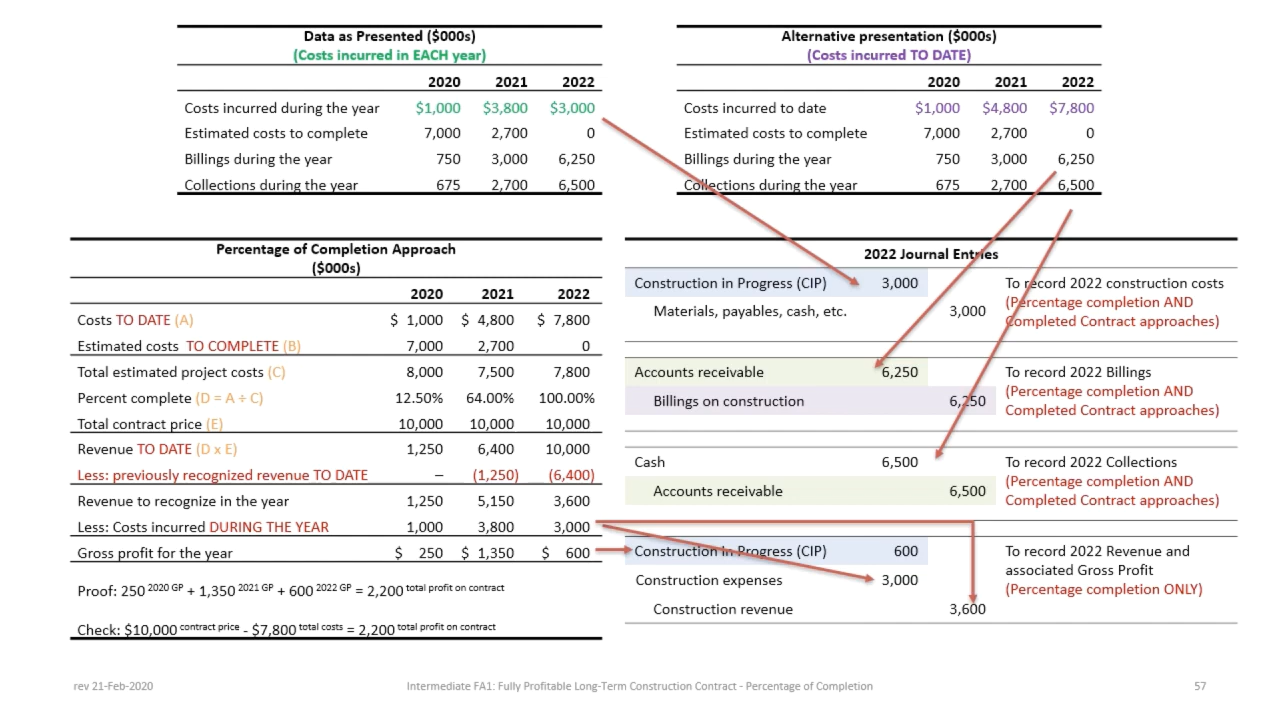 Data as Presented ($000s)
(Costs incurred in EACH year)
2020 2021 2022
Costs incurred during the year $1,000 $3,800 $3,000
Estimated costs to complete 7,000 2,700 0
Billings during the year 750 3,000 6,250
Collections during the year 675 2,700 6,500
Alternative presentation ($000s)
(Costs incurred TO DATE)
2020 2021 2022
Costs incurred to date $1,000 $4,800 $7,800
Estimated costs to complete 7,000 2,700 0
Billings during the year 750 3,000 6,250
Collections during the year 675 2,700 6,500
Percentage of Completion Approach
($000s)
2020 2021 2022
Costs TO DATE (A) $ 1,000 $ 4,800 $ 7,800
Estimated costs TO COMPLETE (B) 7,000 2,700 0
Total estimated project costs (C) 8,000 7,500 7,800
Percent complete (D = A ÷ C) 12.50% 64.00% 100.00%
Total contract price (E) 10,000 10,000 10,000
Revenue TO DATE (D x E) 1,250 6,400 10,000
Less: previously recognized revenue TO DATE – (1,250) (6,400)
Revenue to recognize in the year 1,250 5,150 3,600
Less: Costs incurred DURING THE YEAR 1,000 3,800 3,000
Gross profit for the year $ 250 $ 1,350 $ 600
Proof: 250 2020 GP + 1,350 2021 GP + 600 2022 GP = 2,200 total profit on contract
Check: $10,000 contract price - $7,800 total costs = 2,200 total profit on contract
2022 Journal Entries
Construction in Progress (CIP) 3,000
Materials, payables, cash, etc. 3,000
To record 2022 construction costs
(Percentage completion AND
Completed Contract approaches)
Accounts receivable 6,250
Billings on construction 6,250
To record 2022 Billings
(Percentage completion AND
Completed Contract approaches)
Cash 6,500
Accounts receivable 6,500
To record 2022 Collections
(Percentage completion AND
Completed Contract approaches)
Construction in Progress (CIP) 600
Construction expenses 3,000
Construction revenue 3,600
To record 2022 Revenue and
associated Gross Profit
(Percentage completion ONLY)
rev 21-Feb-2020
Intermediate FA1: Fully Profitable Long-Term Construction Contract - Percentage of Completion
57